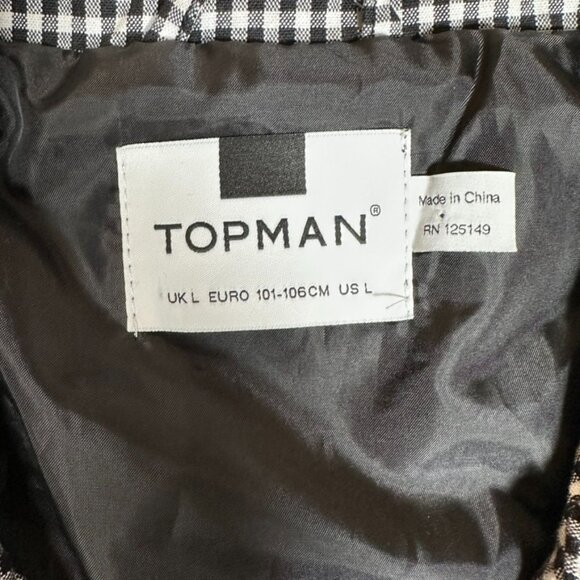 TOPMAN®
UK L EURO 101-106CM US L
Made in China
RN 125149